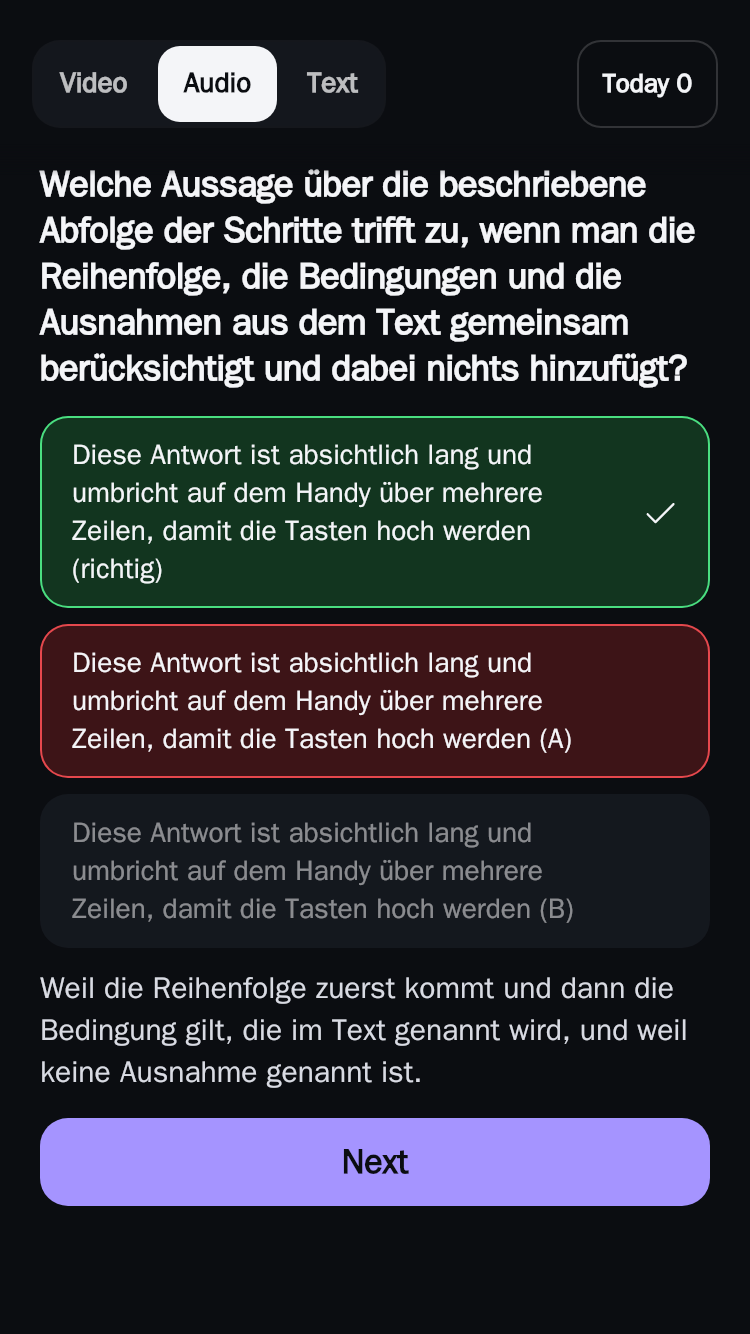 Video
Audio
Text
Today 0
Welche Aussage über die beschriebene
Abfolge der Schritte trifft zu, wenn man die
Reihenfolge, die Bedingungen und die
Ausnahmen aus dem Text gemeinsam
berücksichtigt und dabei nichts hinzufügt?
Diese Antwort ist absichtlich lang und
umbricht auf dem Handy über mehrere
Zeilen, damit die Tasten hoch werden
(richtig)
Diese Antwort ist absichtlich lang und
umbricht auf dem Handy über mehrere
Zeilen, damit die Tasten hoch werden (A)
Diese Antwort ist absichtlich lang und
umbricht auf dem Handy über mehrere
Zeilen, damit die Tasten hoch werden (B)
Weil die Reihenfolge zuerst kommt und dann die
Bedingung gilt, die im Text genannt wird, und weil
keine Ausnahme genannt ist.
Next